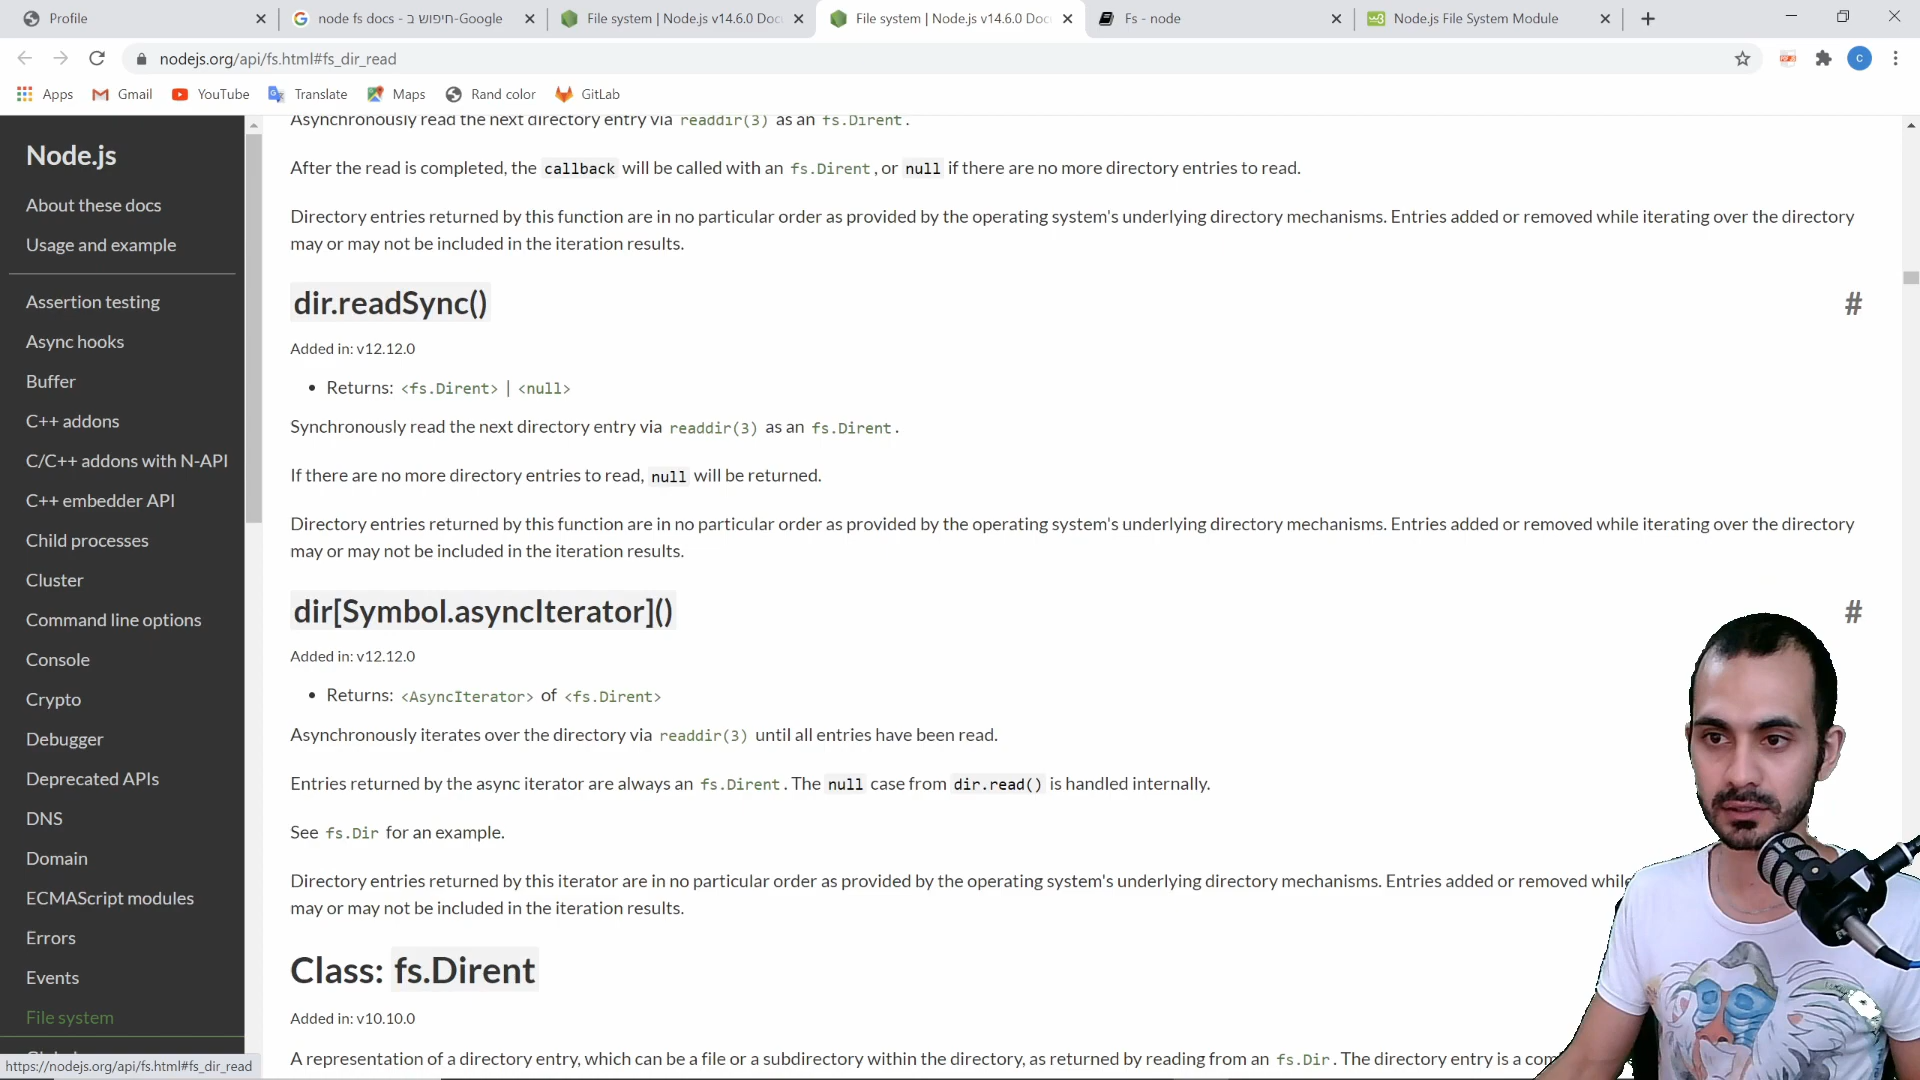 Profile
node fs docs - חיפוש ב-Google
File system | Node.js v14.6.0 Doc
File system | Node.js v14.6.0 Doc
Fs - node
Node.js File System Module
nodejs.org/api/fs.html#fs_dir_read
C
Apps
Gmail
YouTube
Translate
Maps
Rand color
GitLab
Node.js
About these docs
Usage and example
Assertion testing
Async hooks
Buffer
C++ addons
C/C++ addons with N-API
C++ embedder API
Child processes
Cluster
Command line options
Console
Crypto
Debugger
Deprecated APIs
DNS
Domain
ECMAScript modules
Errors
Events
File system
https://nodejs.org/api/fs.html#fs_dir_read
Asynchronously read the next directory entry via readdir(3) as an fs.Dirent.
After the read is completed, the callback will be called with an fs.Dirent, or null if there are no more directory entries to read.
Directory entries returned by this function are in no particular order as provided by the operating system's underlying directory mechanisms. Entries added or removed while iterating over the directory
may or may not be included in the iteration results.
dir.readSync()
#
Added in: v12.12.0
• Returns: <fs.Dirent> | <null>
Synchronously read the next directory entry via readdir(3) as an fs.Dirent.
If there are no more directory entries to read, null will be returned.
Directory entries returned by this function are in no particular order as provided by the operating system's underlying directory mechanisms. Entries added or removed while iterating over the directory
may or may not be included in the iteration results.
dir[Symbol.asyncIterator]()
#
Added in: v12.12.0
• Returns: <AsyncIterator> of <fs.Dirent>
Asynchronously iterates over the directory via readdir(3) until all entries have been read.
Entries returned by the async iterator are always an fs.Dirent. The null case from dir.read() is handled internally.
See fs.Dir for an example.
Directory entries returned by this iterator are in no particular order as provided by the operating system's underlying directory mechanisms. Entries added or removed while
may or may not be included in the iteration results.
Class: fs.Dirent
Added in: v10.10.0
A representation of a directory entry, which can be a file or a subdirectory within the directory, as returned by reading from an fs.Dir. The directory entry is a com